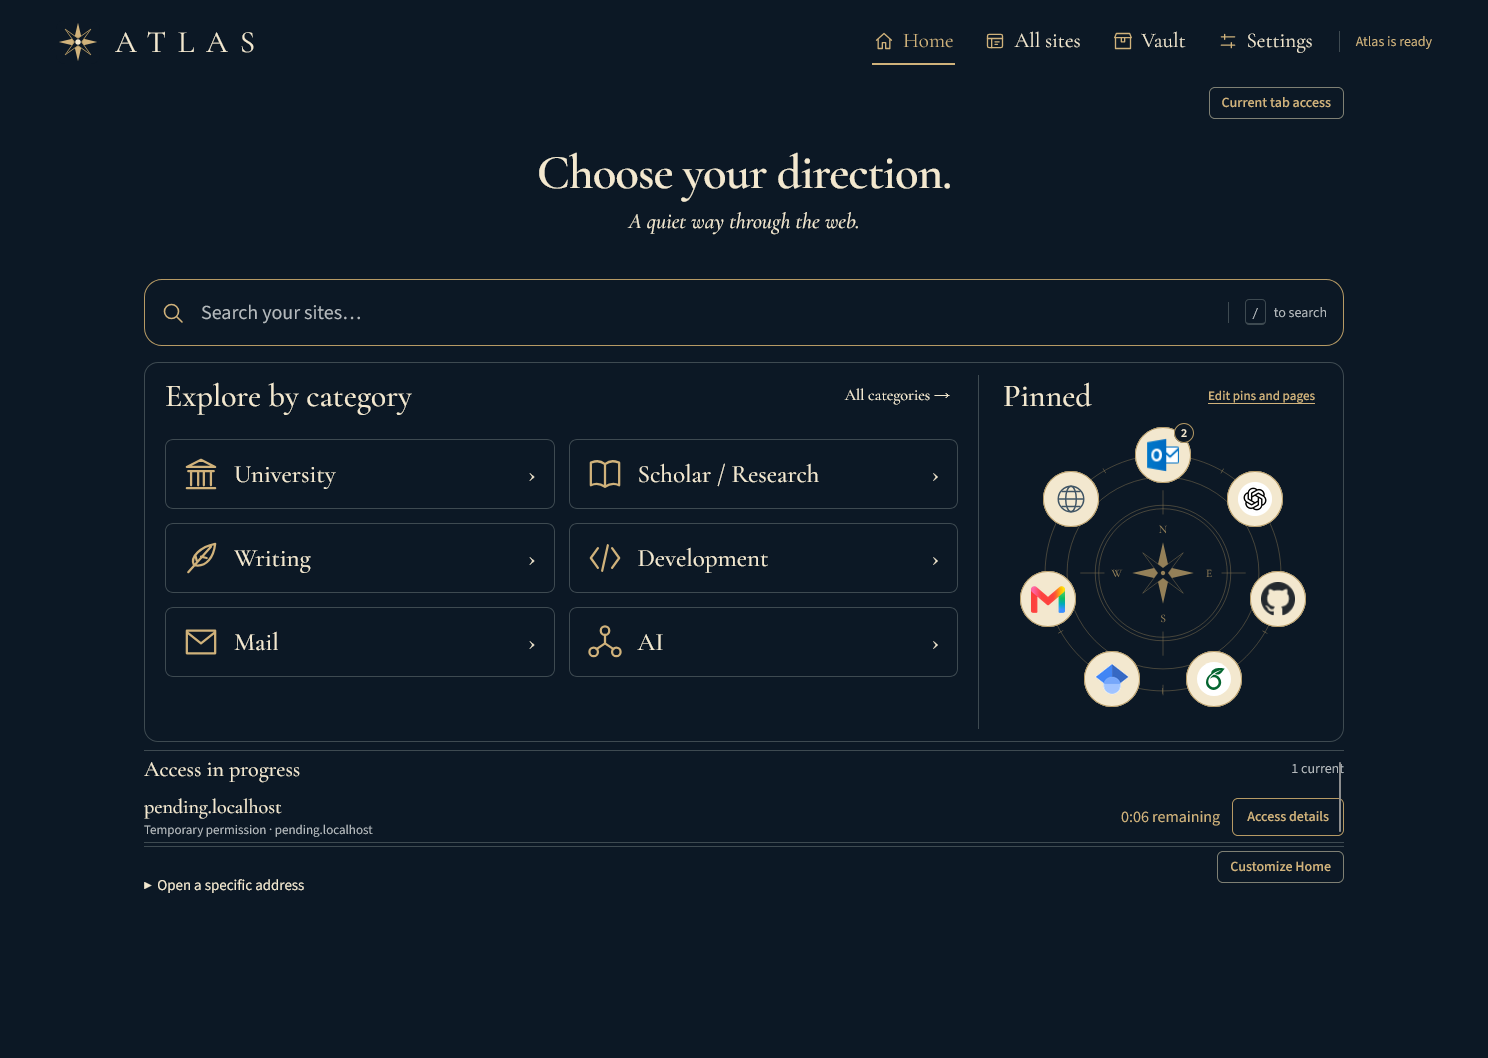 ATLAS
Home
All sites
Vault
Settings
Atlas is ready
Current tab access
Choose your direction.
A quiet way through the web.
Search your sites…
/ to search
Explore by category
All categories →
University ›
Scholar / Research ›
Writing ›
Development ›
Mail ›
AI ›
Pinned
Edit pins and pages
2
N
W
E
S
Access in progress
1 current
pending.localhost
Temporary permission · pending.localhost
0:06 remaining
Access details
Customize Home
▸ Open a specific address